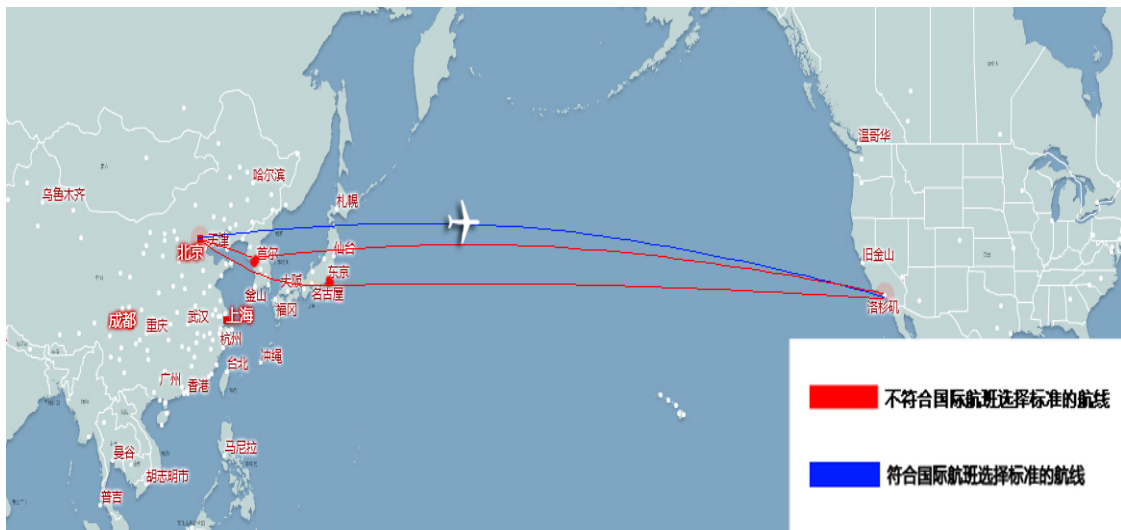 温哥华
哈尔滨
乌鲁木齐
札幌
天津
北京
首尔
仙台
旧金山
大阪
东京
金山
名古屋
洛杉矶
福冈
成都
重庆
武汉
上海
杭州
冲绳
台北
广州
香港
不符合国际航班选择标准的航线
马尼拉
曼谷
胡志明市
符合国际航班选择标准的航线
普吉